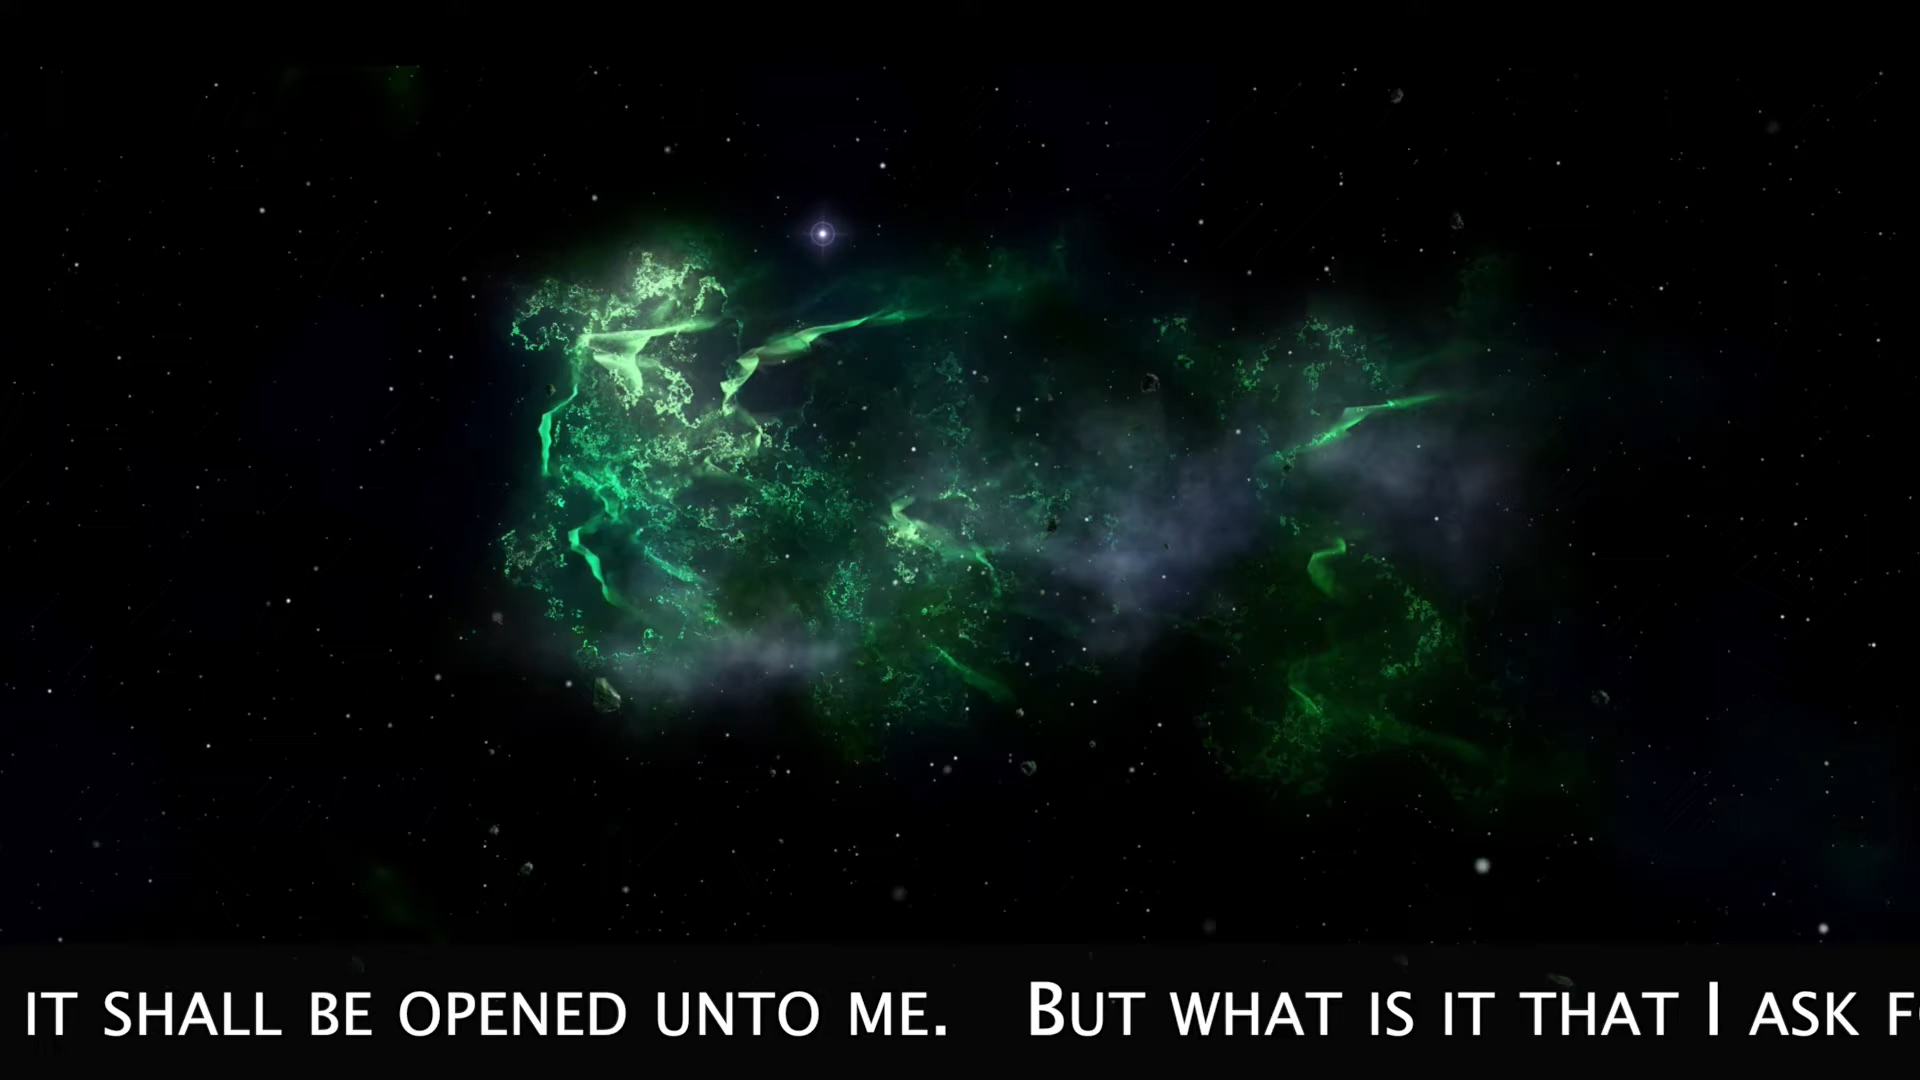 IT SHALL BE OPENED UNTO ME. BUT WHAT IS IT THAT I ASK